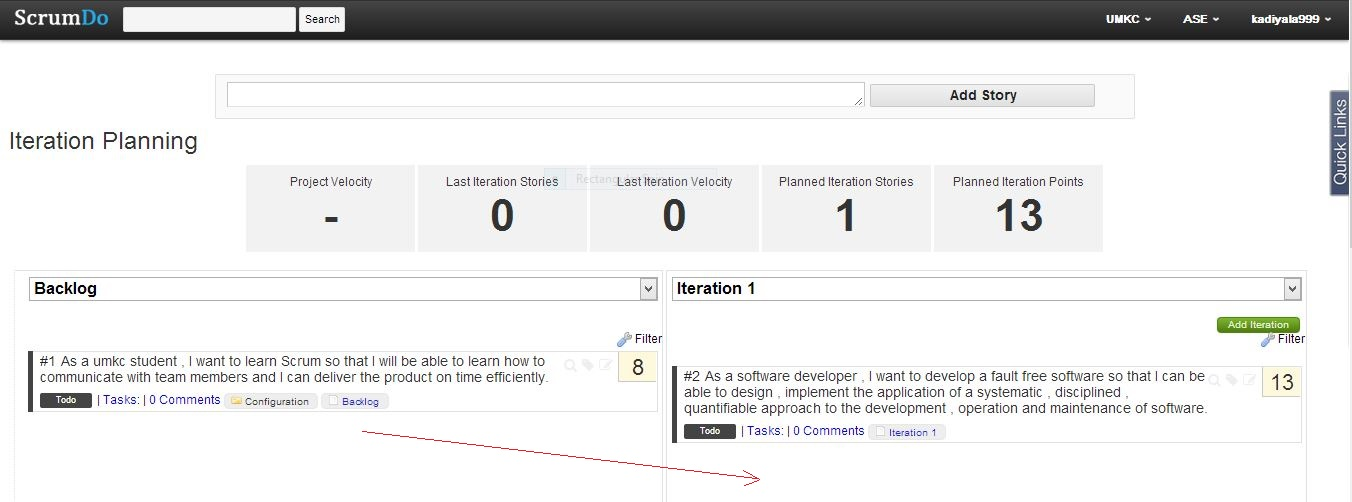 ScrumDo Search UMKC ASE kadiyala999
Add Story
Quick Links
Iteration Planning
Project Velocity Last Iteration Stories Last Iteration Velocity Planned Iteration Stories Planned Iteration Points
- 0 0 1 13
Backlog
Filter
#1 As a umkc student , I want to learn Scrum so that I will be able to learn how to
communicate with team members and I can deliver the product on time efficiently.
8
Todo | Tasks: | 0 Comments Configuration Backlog
Iteration 1
Add Iteration
Filter
#2 As a software developer , I want to develop a fault free software so that I can be
able to design , implement the application of a systematic , disciplined ,
quantifiable approach to the development , operation and maintenance of software.
13
Todo | Tasks: | 0 Comments Iteration 1